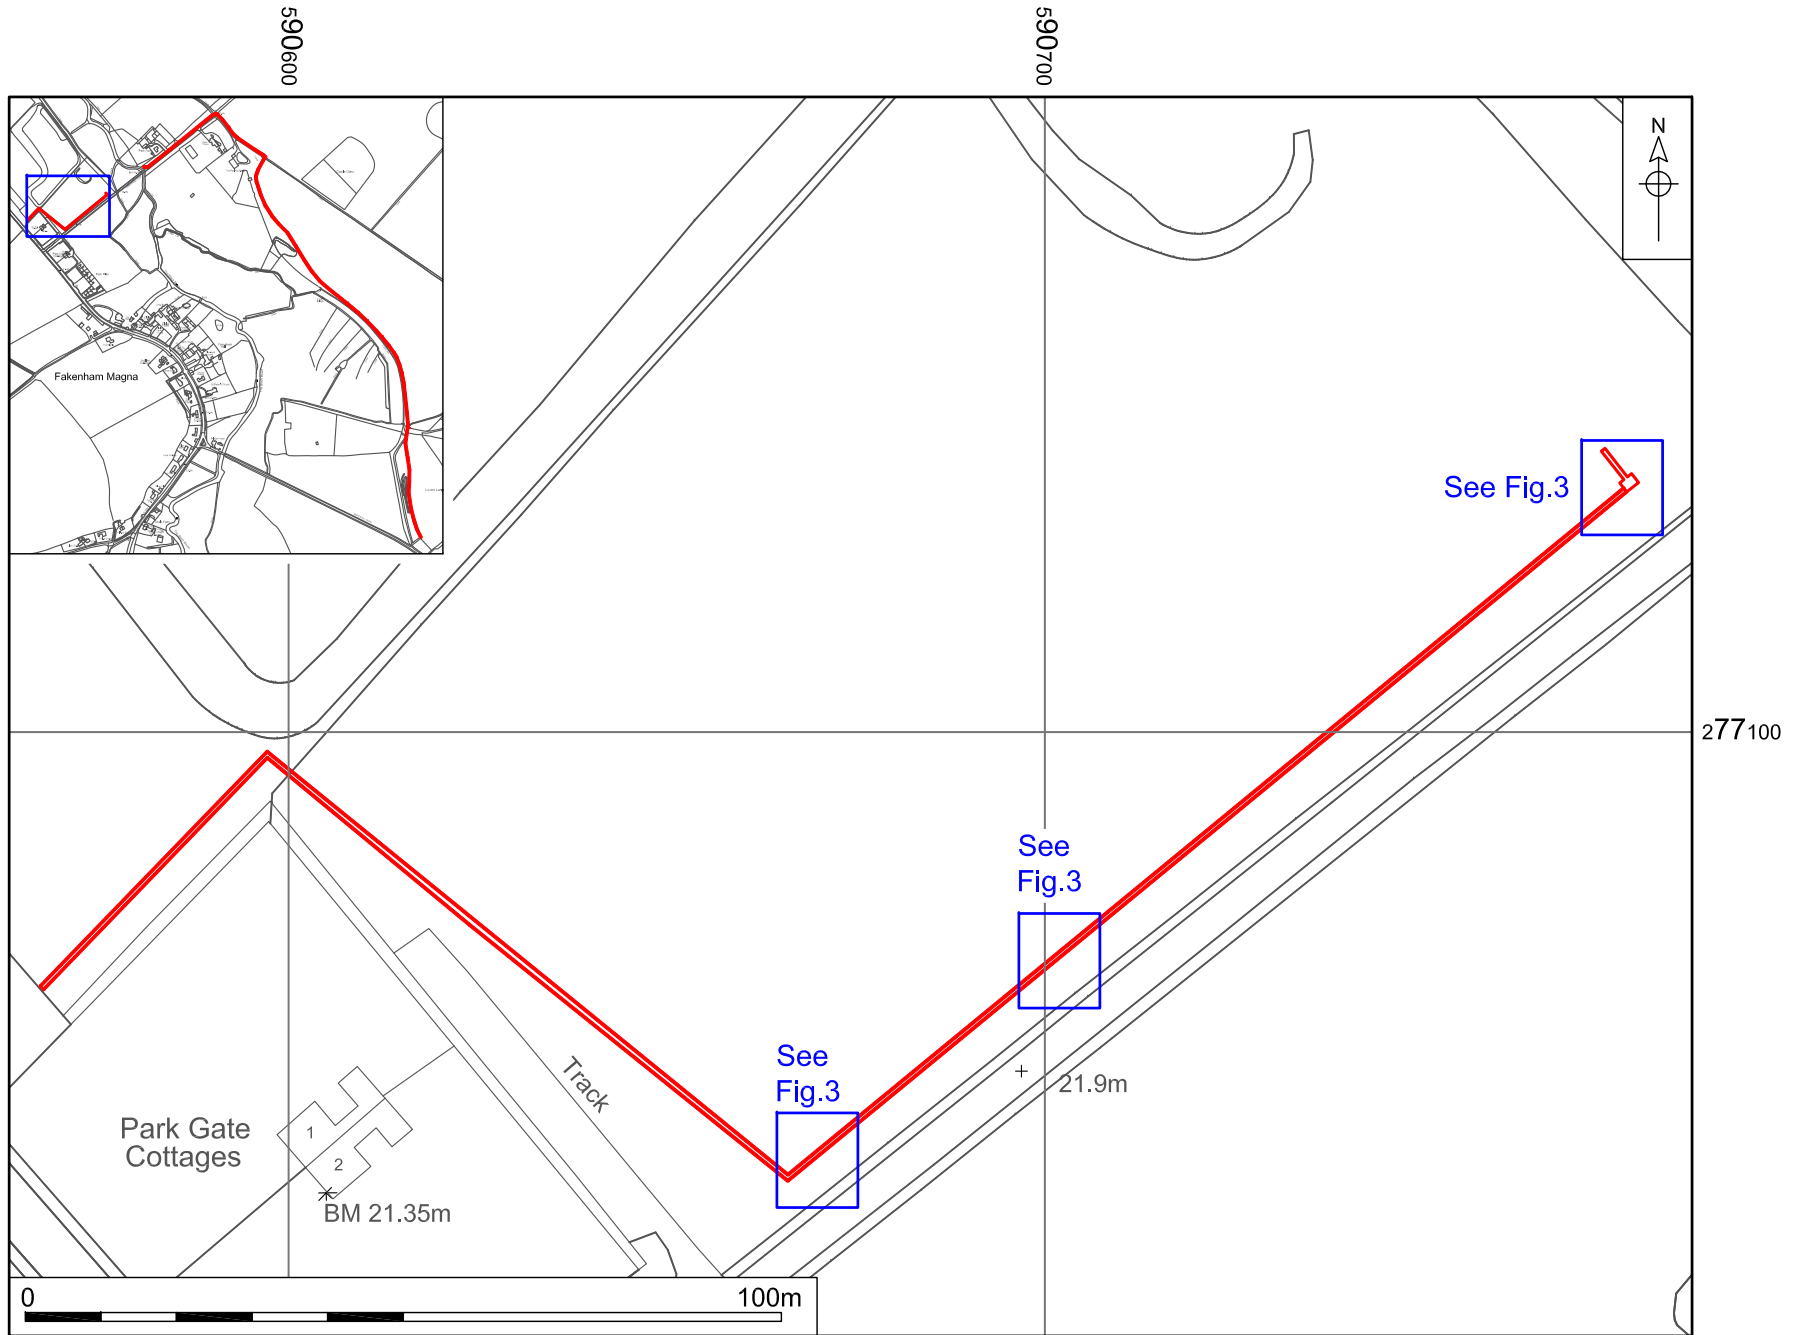 590600
590700
N
Fakenham Magna
See Fig.3
277100
See
Fig.3
See
Fig.3
Track
21.9m
Park Gate
Cottages
1
2
BM 21.35m
0
100m